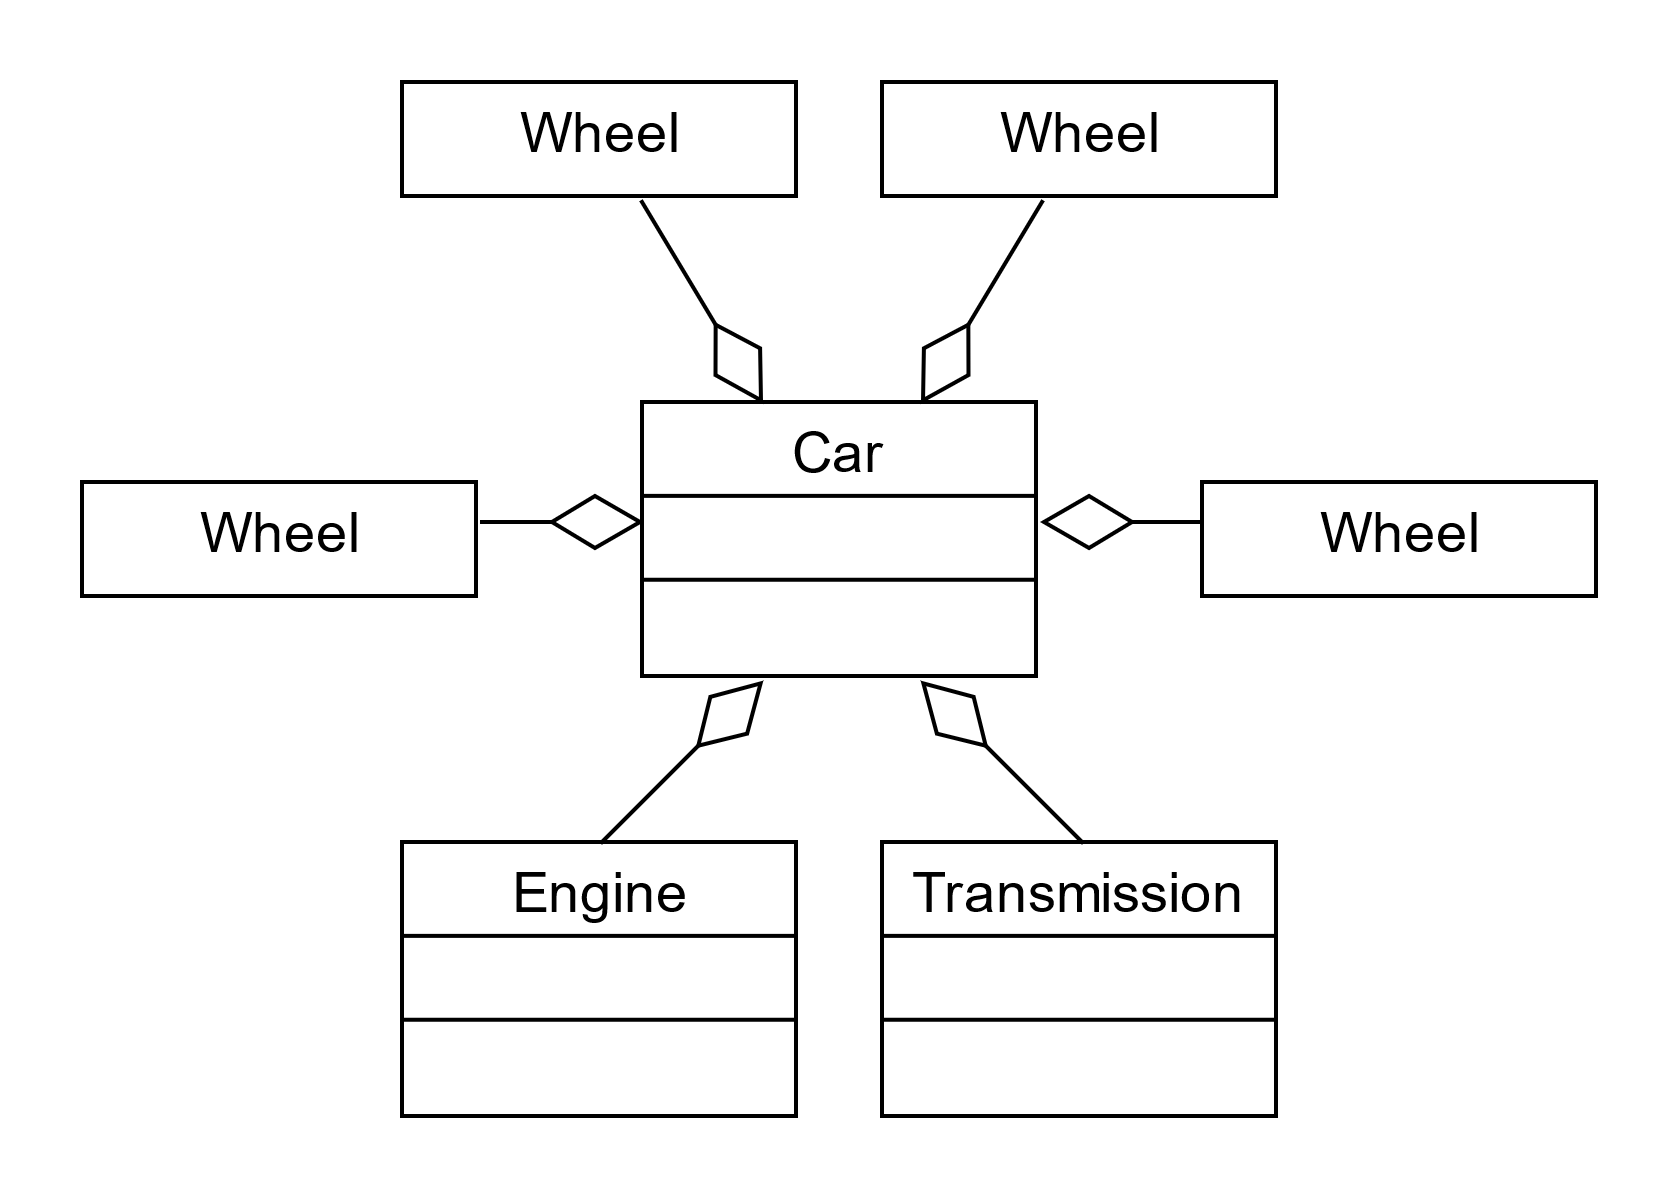 Wheel
Wheel
Car
Wheel
Wheel
Engine
Transmission